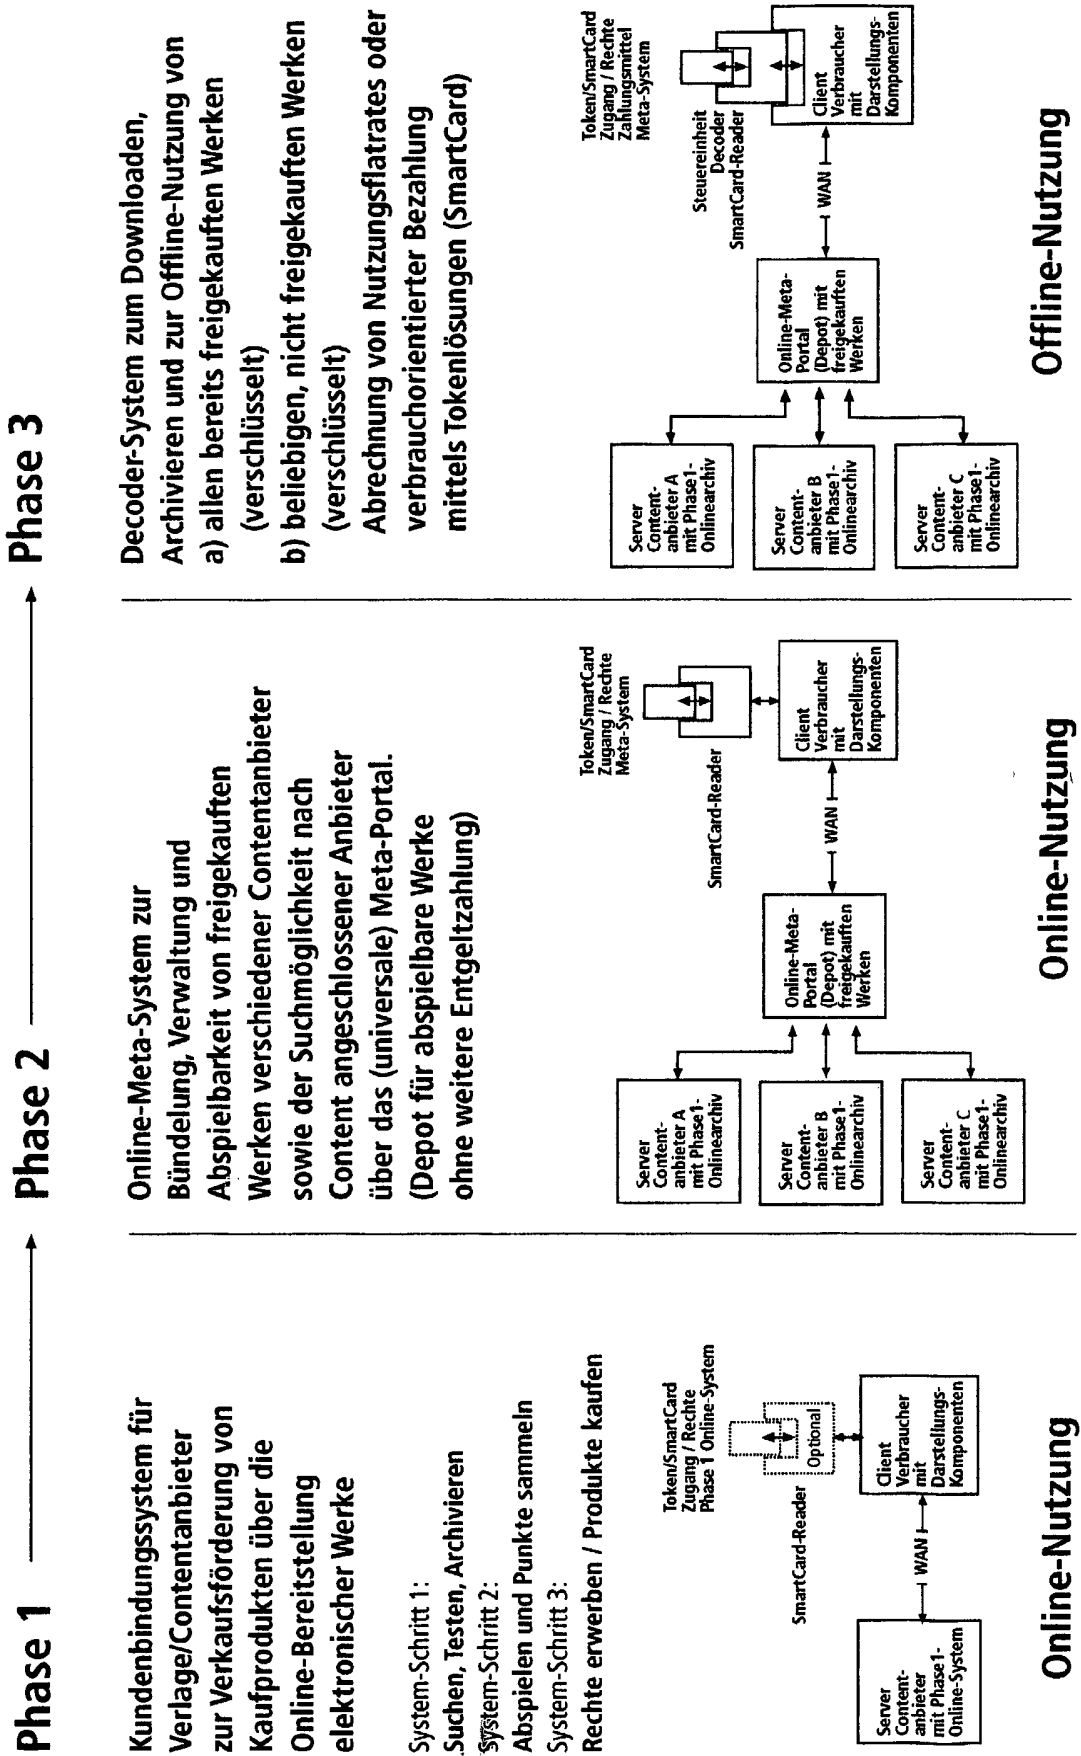 Phase 1
Phase 2
Phase 3
Kundenbindungssystem für
Verlage/Contentanbieter
zur Verkaufsförderung von
Kaufprodukten über die
Online-Bereitstellung
elektronischer Werke
System-Schritt 1:
Suchen, Testen, Archivieren
System-Schritt 2:
Abspielen und Punkte sammeln
System-Schritt 3:
Rechte erwerben / Produkte kaufen
Token/SmartCard
Zugang / Rechte
Phase 1 Online-System
SmartCard-Reader
Optional
Server
Content-
anbieter
mit Phase1-
Online-System
WAN
Client
Verbraucher
mit
Darstellungs-
Komponenten
Online-Nutzung
Online-Meta-System zur
Bündelung, Verwaltung und
Abspielbarkeit von freigekauften
Werken verschiedener Contentanbieter
sowie der Suchmöglichkeit nach
Content angeschlossener Anbieter
über das (universale) Meta-Portal.
(Depot für abspielbare Werke
ohne weitere Entgeltzahlung)
Token/SmartCard
Zugang / Rechte
Meta-System
SmartCard-Reader
Server
Content-
anbieter A
mit Phase1-
Onlinearchiv
Server
Content-
anbieter B
mit Phase1-
Onlinearchiv
Server
Content-
anbieter C
mit Phase1-
Onlinearchiv
Online-Meta-
Portal
(Depot) mit
freigekauften
Werken
WAN
Client
Verbraucher
mit
Darstellungs-
Komponenten
Online-Nutzung
Decoder-System zum Downloaden,
Archivieren und zur Offline-Nutzung von
a) allen bereits freigekauften Werken
(verschlüsselt)
b) beliebigen, nicht freigekauften Werken
(verschlüsselt)
Abrechnung von Nutzungsflatrates oder
verbrauchorientierter Bezahlung
mittels Tokenlösungen (SmartCard)
Token/SmartCard
Zugang / Rechte
Zahlungsmittel
Meta-System
Steuereinheit
Decoder
SmartCard-Reader
Server
Content-
anbieter A
mit Phase1-
Onlinearchiv
Server
Content-
anbieter B
mit Phase1-
Onlinearchiv
Server
Content-
anbieter C
mit Phase1-
Onlinearchiv
Online-Meta-
Portal
(Depot) mit
freigekauften
Werken
WAN
Client
Verbraucher
mit
Darstellungs-
Komponenten
Offline-Nutzung